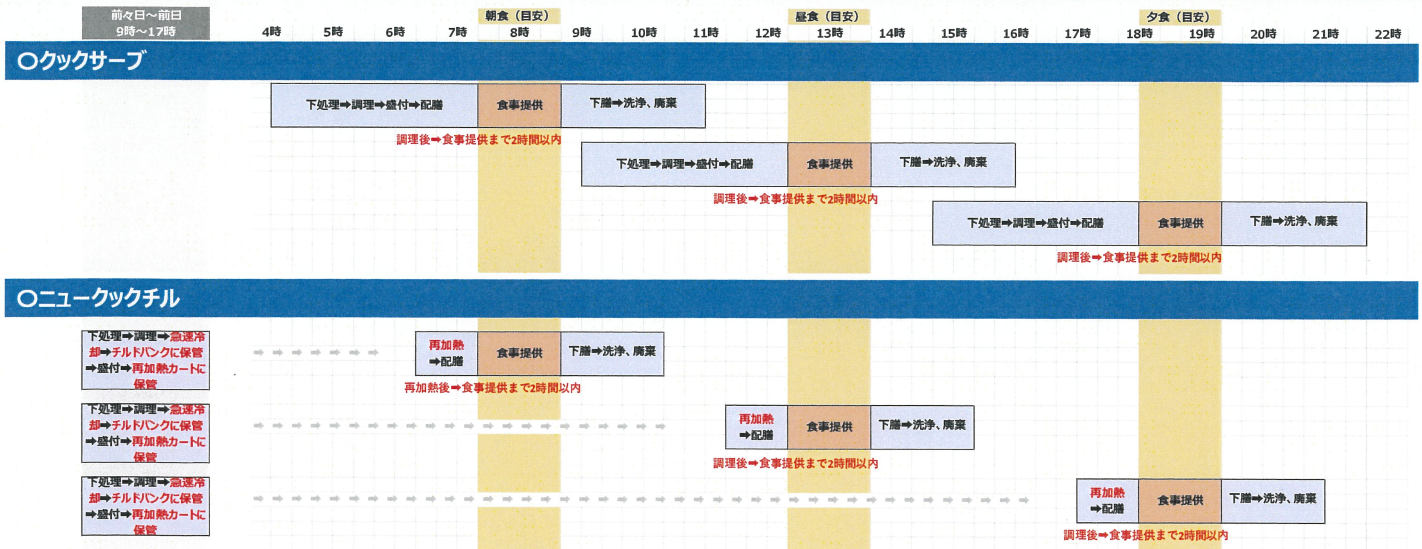 前々日～前日
9時～17時
朝食（目安）
昼食（目安）
夕食（目安）
4時 5時 6時 7時 8時 9時 10時 11時 12時 13時 14時 15時 16時 17時 18時 19時 20時 21時 22時
〇クックサーブ
下処理➡調理➡盛付➡配膳
食事提供
下膳➡洗浄、廃棄
調理後➡食事提供まで2時間以内
下処理➡調理➡盛付➡配膳
食事提供
下膳➡洗浄、廃棄
調理後➡食事提供まで2時間以内
下処理➡調理➡盛付➡配膳
食事提供
下膳➡洗浄、廃棄
調理後➡食事提供まで2時間以内
〇ニュークックチル
下処理➡調理➡急速冷
却➡チルドバンクに保管
➡盛付➡再加熱カートに
保管
再加熱
➡配膳
食事提供
下膳➡洗浄、廃棄
再加熱後➡食事提供まで2時間以内
下処理➡調理➡急速冷
却➡チルドバンクに保管
➡盛付➡再加熱カートに
保管
再加熱
➡配膳
食事提供
下膳➡洗浄、廃棄
調理後➡食事提供まで2時間以内
下処理➡調理➡急速冷
却➡チルドバンクに保管
➡盛付➡再加熱カートに
保管
再加熱
➡配膳
食事提供
下膳➡洗浄、廃棄
調理後➡食事提供まで2時間以内